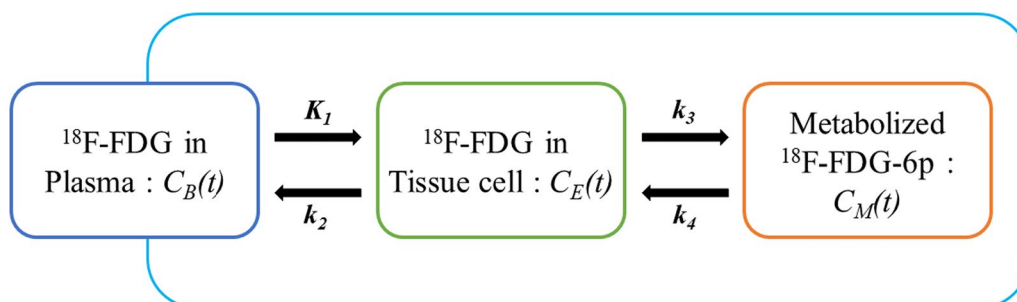 ¹⁸F-FDG in
Plasma : C_B(t)
K₁
k₂
¹⁸F-FDG in
Tissue cell : C_E(t)
k₃
k₄
Metabolized
¹⁸F-FDG-6p :
C_M(t)